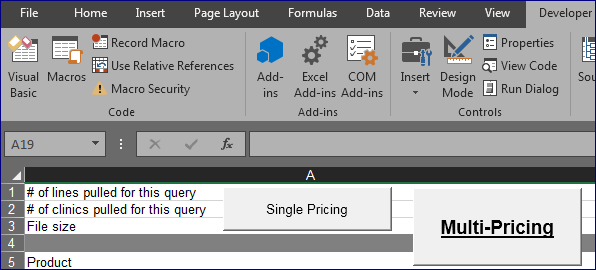 File Home Insert Page Layout Formulas Data Review View Developer
Visual Basic
Macros
Record Macro
Use Relative References
Macro Security
Code
Add-ins
Excel Add-ins
COM Add-ins
Add-ins
Insert
Design Mode
Properties
View Code
Run Dialog
Controls
A19 fx
A
1 # of lines pulled for this query
2 # of clinics pulled for this query
3 File size
4
5 Product
Single Pricing
Multi-Pricing